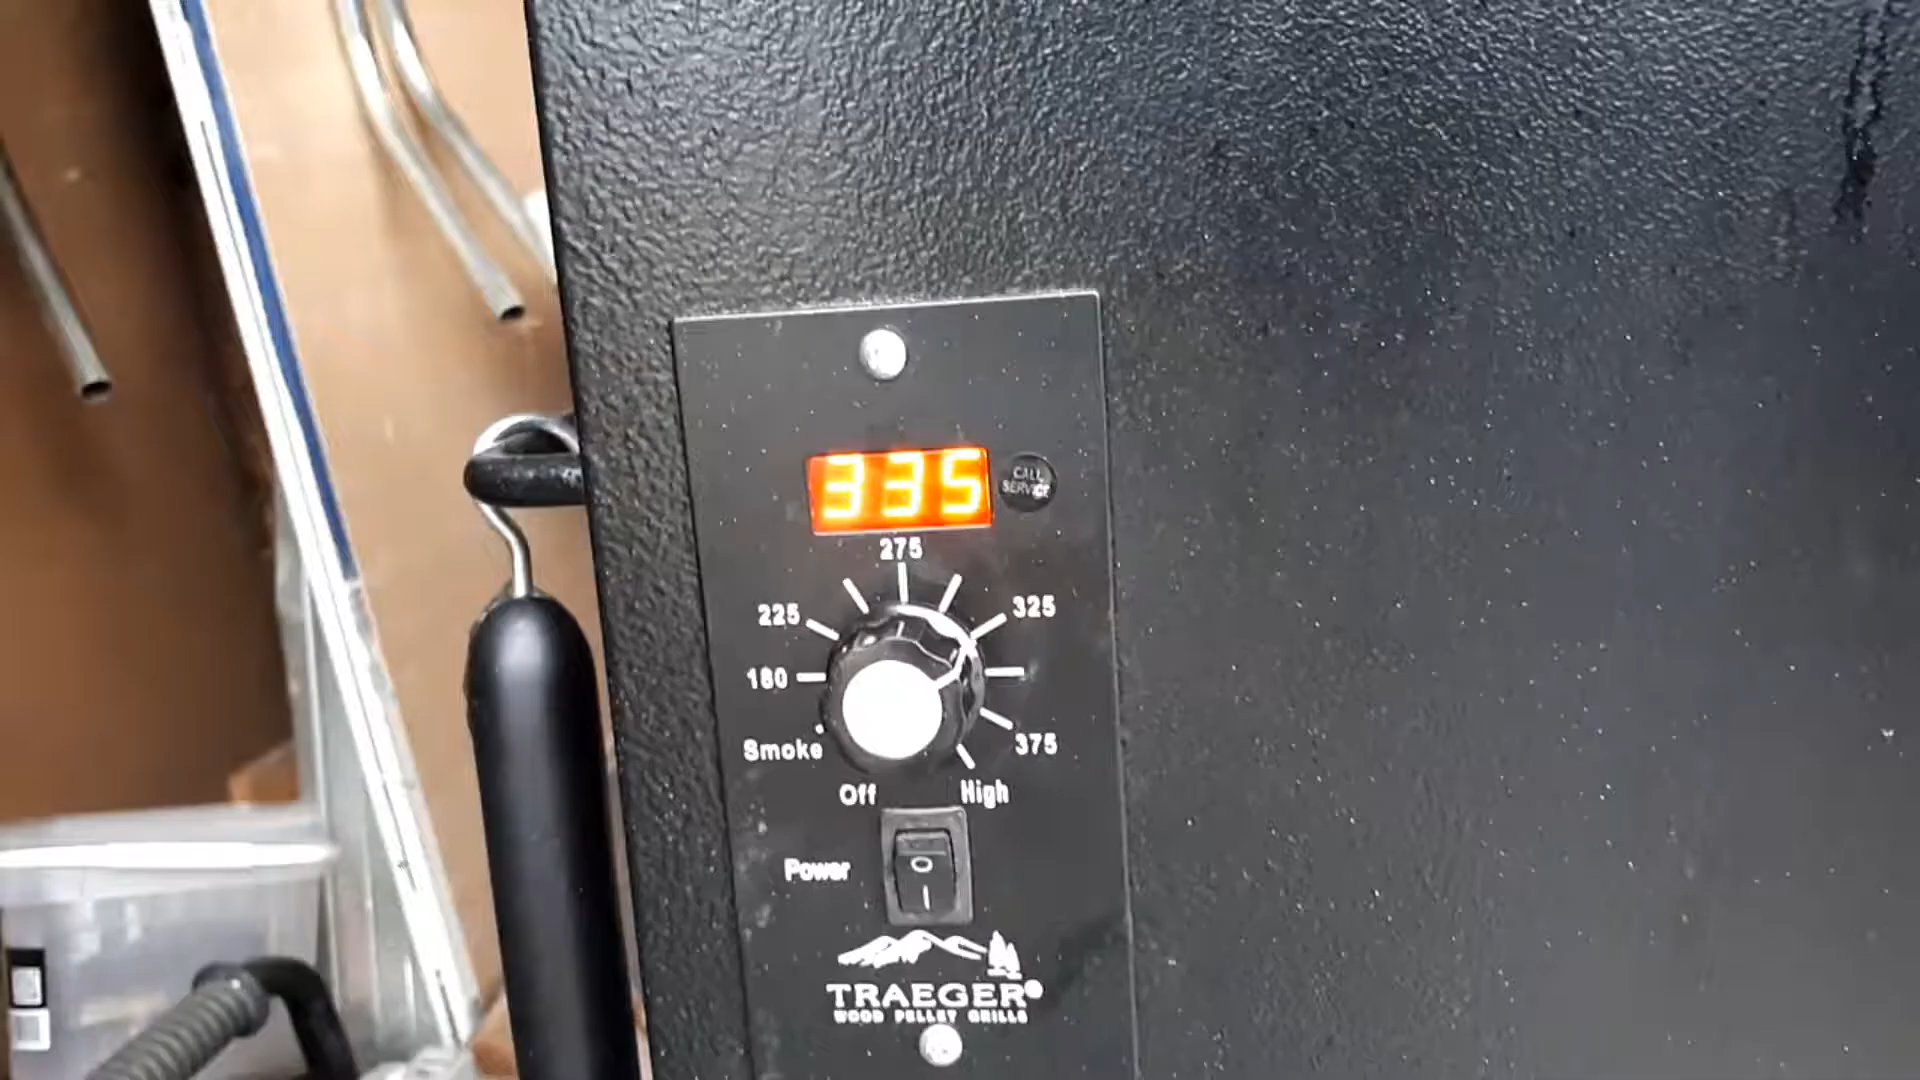 335
CALL
SERVICE
275
225
325
180
Smoke
375
Off
High
Power
O
I
TRAEGER
WOOD PELLET GRILLS